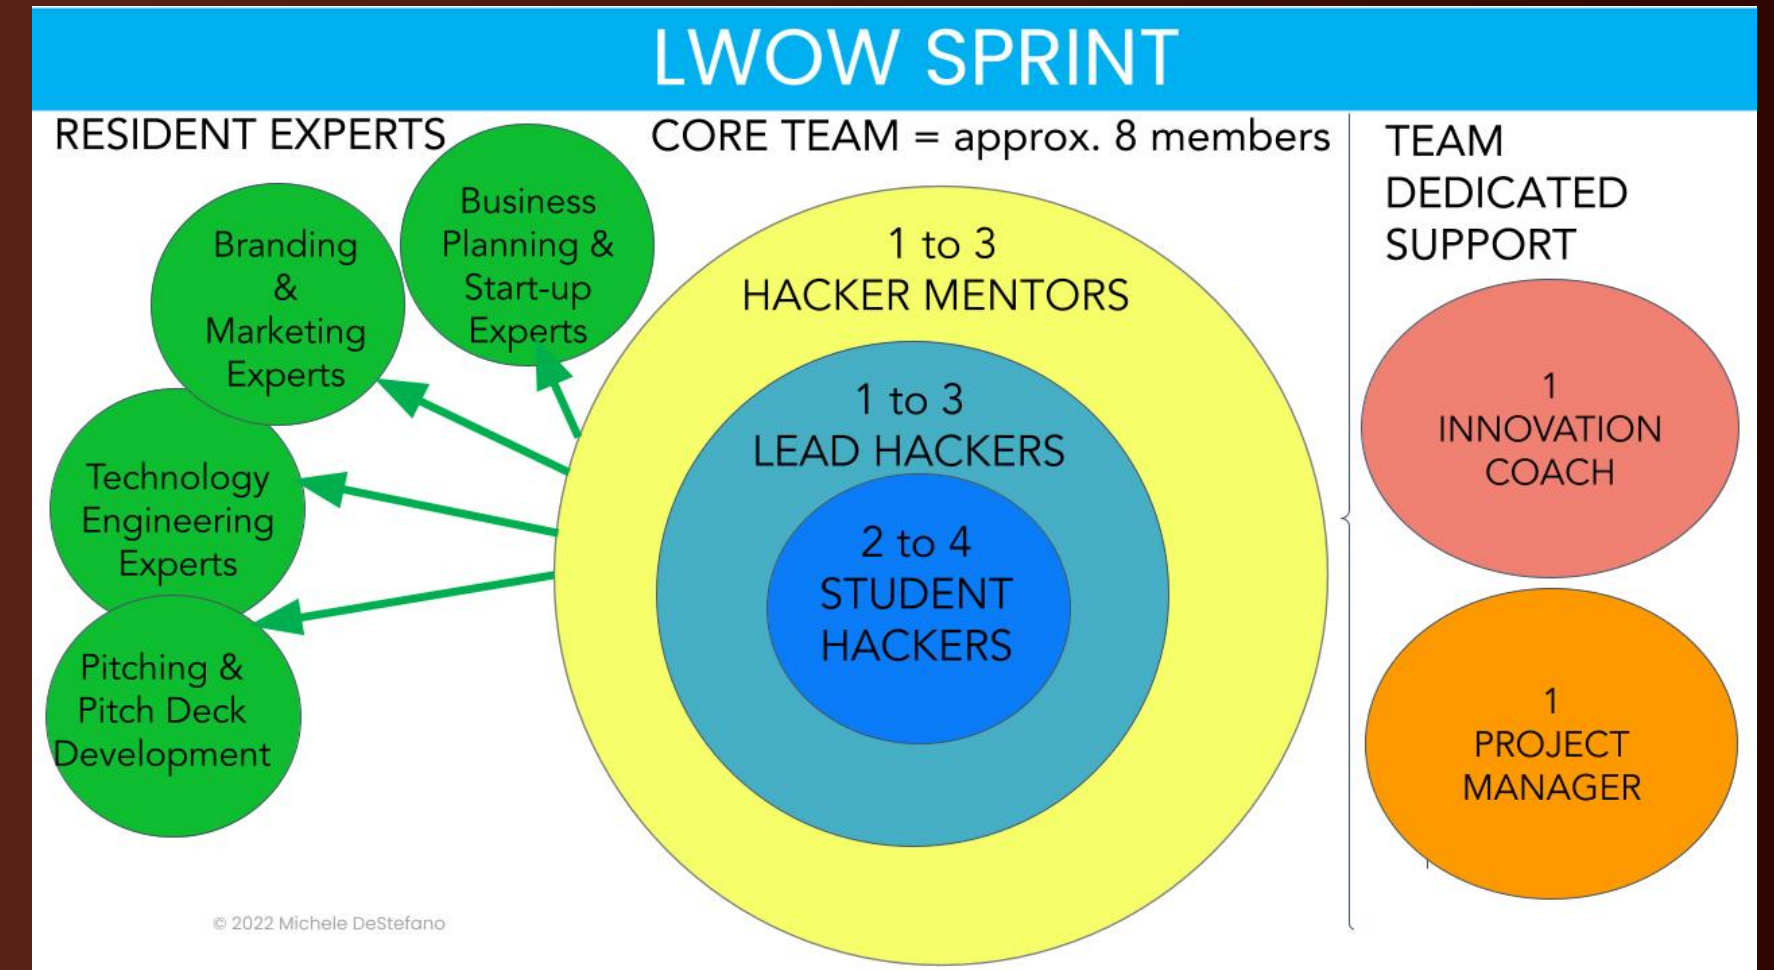 LWOW SPRINT
RESIDENT EXPERTS
Business
Planning &
Start-up
Experts
Branding
&
Marketing
Experts
Technology
Engineering
Experts
Pitching &
Pitch Deck
Development
CORE TEAM = approx. 8 members
1 to 3
HACKER MENTORS
1 to 3
LEAD HACKERS
2 to 4
STUDENT
HACKERS
TEAM
DEDICATED
SUPPORT
1
INNOVATION
COACH
1
PROJECT
MANAGER
© 2022 Michele DeStefano